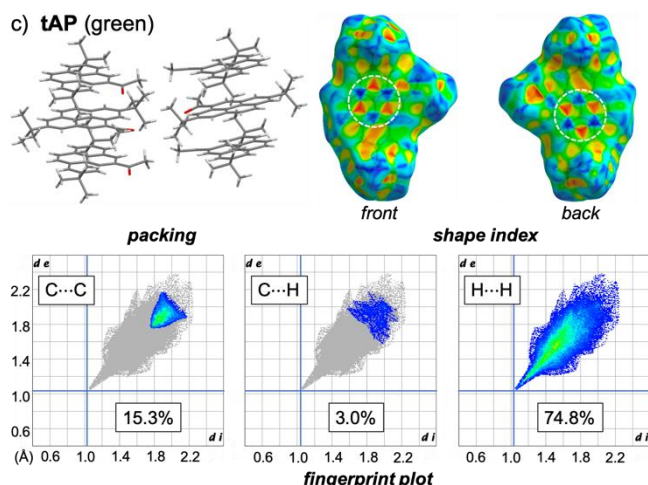 c) tAP (green)
front
back
packing
shape index
d e
2.2
1.8
1.4
1.0
0.6
(Å)
C···C
15.3%
d i
1.0 1.4 1.8 2.2
d e
C···H
3.0%
d i
0.6 1.0 1.4 1.8 2.2
d e
H···H
74.8%
d i
0.6 1.0 1.4 1.8 2.2
fingerprint plot